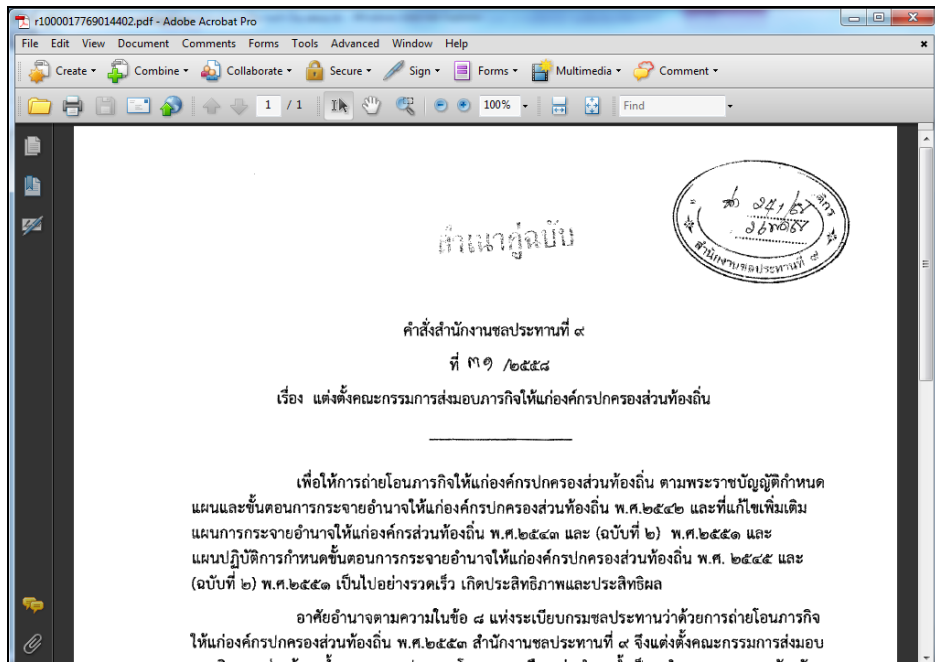 r1000017769014402.pdf - Adobe Acrobat Pro
File Edit View Document Comments Forms Tools Advanced Window Help
Create Combine Collaborate Secure Sign Forms Multimedia Comment
1 / 1 100% Find
สำเนาคู่ฉบับ
สำนักงานชลประทานที่ ๙
คำสั่งสำนักงานชลประทานที่ ๙
ที่ ๓๑ /๒๕๕๘
เรื่อง แต่งตั้งคณะกรรมการส่งมอบภารกิจให้แก่องค์กรปกครองส่วนท้องถิ่น
เพื่อให้การถ่ายโอนภารกิจให้แก่องค์กรปกครองส่วนท้องถิ่น ตามพระราชบัญญัติกำหนด
แผนและขั้นตอนการกระจายอำนาจให้แก่องค์กรปกครองส่วนท้องถิ่น พ.ศ.๒๕๔๒ และที่แก้ไขเพิ่มเติม
แผนการกระจายอำนาจให้แก่องค์กรส่วนท้องถิ่น พ.ศ.๒๕๔๓ และ (ฉบับที่ ๒) พ.ศ.๒๕๕๑ และ
แผนปฏิบัติการกำหนดขั้นตอนการกระจายอำนาจให้แก่องค์กรปกครองส่วนท้องถิ่น พ.ศ. ๒๕๔๕ และ
(ฉบับที่ ๒) พ.ศ.๒๕๕๑ เป็นไปอย่างรวดเร็ว เกิดประสิทธิภาพและประสิทธิผล
อาศัยอำนาจตามความในข้อ ๘ แห่งระเบียบกรมชลประทานว่าด้วยการถ่ายโอนภารกิจ
ให้แก่องค์กรปกครองส่วนท้องถิ่น พ.ศ.๒๕๕๓ สำนักงานชลประทานที่ ๙ จึงแต่งตั้งคณะกรรมการส่งมอบ